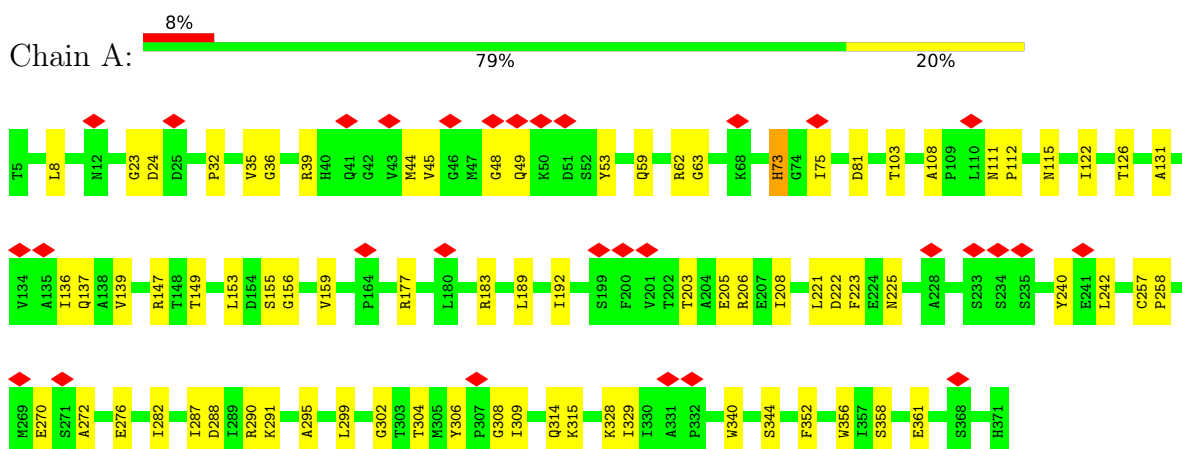 8%
Chain A:
79% 20%
T5 L8 N12 G23 D24 D25 P32 V35 G36 R39 H40 Q41 G42 V43 M44 V45 G46 M47 G48 Q49 K50 D51 S52 Y53 Q59 R62 G63 K68 H73 G74 I75 D81 T103 A108 P109 L110 N111 P112 N115 I122 T126 A131
V134 A135 I136 Q137 A138 V139 R147 T148 T149 L153 D154 S155 G156 V159 P164 R177 L180 R183 L189 I192 S199 F200 V201 T202 T203 A204 E205 R206 E207 I208 L221 D222 F223 E224 N225 A228 S233 S234 S235 Y240 E241 L242 C257 P258
M269 E270 S271 A272 E276 I282 I287 D288 I289 R290 K291 A295 L299 G302 T303 T304 M305 Y306 P307 G308 I309 Q314 K315 K328 I329 I330 A331 P332 W340 S344 F352 W356 I357 S358 E361 S368 H371